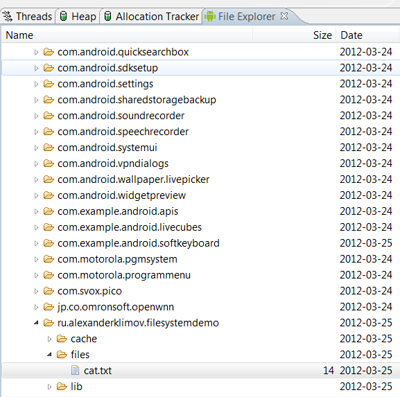 Threads Heap Allocation Tracker File Explorer
Name Size Date
com.android.quicksearchbox 2012-03-24
com.android.sdksetup 2012-03-24
com.android.settings 2012-03-24
com.android.sharedstoragebackup 2012-03-24
com.android.soundrecorder 2012-03-24
com.android.speechrecorder 2012-03-24
com.android.systemui 2012-03-24
com.android.vpndialogs 2012-03-24
com.android.wallpaper.livepicker 2012-03-24
com.android.widgetpreview 2012-03-24
com.example.android.apis 2012-03-24
com.example.android.livecubes 2012-03-24
com.example.android.softkeyboard 2012-03-25
com.motorola.pgmsystem 2012-03-24
com.motorola.programmenu 2012-03-24
com.svox.pico 2012-03-24
jp.co.omronsoft.openwnn 2012-03-24
ru.alexanderklimov.filesystemdemo 2012-03-25
cache 2012-03-25
files 2012-03-25
cat.txt 14 2012-03-25
lib 2012-03-25